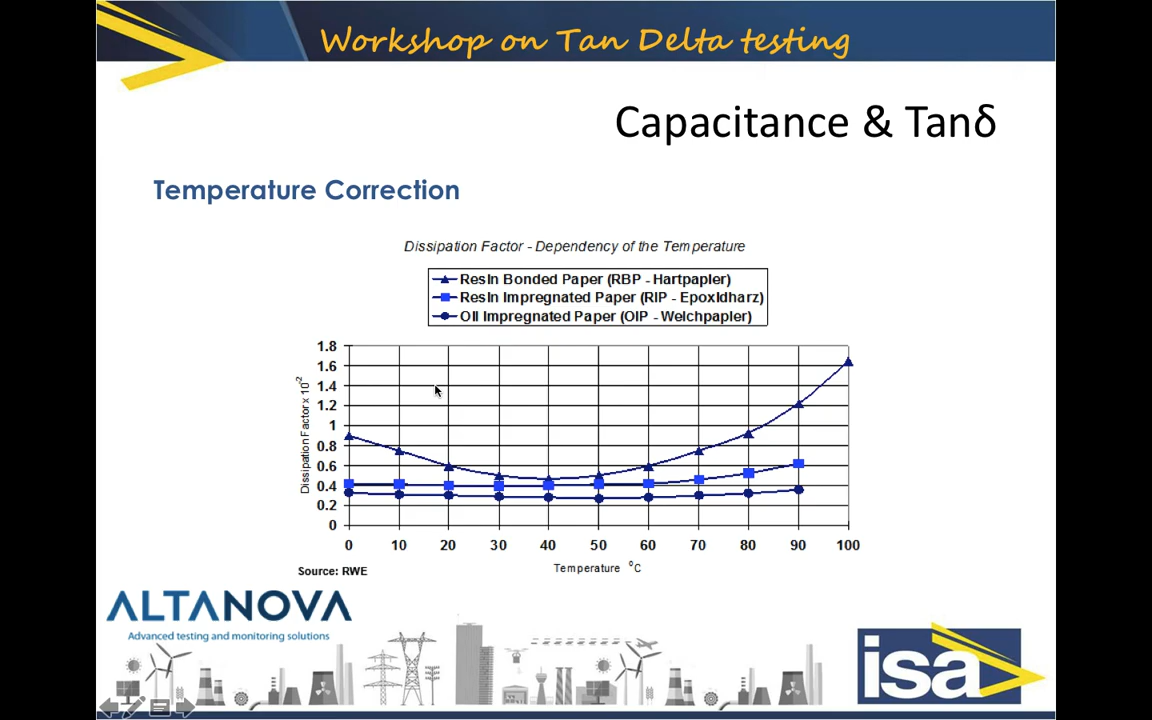 Workshop on Tan Delta testing
Capacitance & Tanδ
Temperature Correction
Dissipation Factor - Dependency of the Temperature
Resin Bonded Paper (RBP - Hartpapier)
Resin Impregnated Paper (RIP - Epoxidharz)
Oil Impregnated Paper (OIP - Weichpapier)
Dissipation Factor x 10⁻²
1.8
1.6
1.4
1.2
1
0.8
0.6
0.4
0.2
0
0 10 20 30 40 50 60 70 80 90 100
Temperature ⁰C
Source: RWE
ALTANOVA
Advanced testing and monitoring solutions
isa